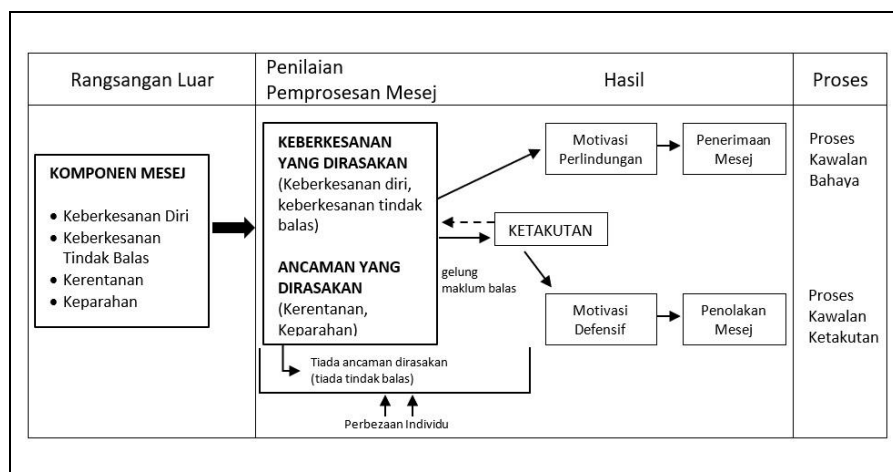 Rangsangan Luar
Penilaian
Pemprosesan Mesej
Hasil
Proses
KOMPONEN MESEJ
• Keberkesanan Diri
• Keberkesanan
Tindak Balas
• Kerentanan
• Keparahan
KEBERKESANAN
YANG DIRASAKAN
(Keberkesanan diri,
keberkesanan tindak
balas)
ANCAMAN YANG
DIRASAKAN
(Kerentanan,
Keparahan)
Tiada ancaman dirasakan
(tiada tindak balas)
Perbezaan Individu
gelung
maklum balas
KETAKUTAN
Motivasi
Perlindungan
Penerimaan
Mesej
Motivasi
Defensif
Penolakan
Mesej
Proses
Kawalan
Bahaya
Proses
Kawalan
Ketakutan